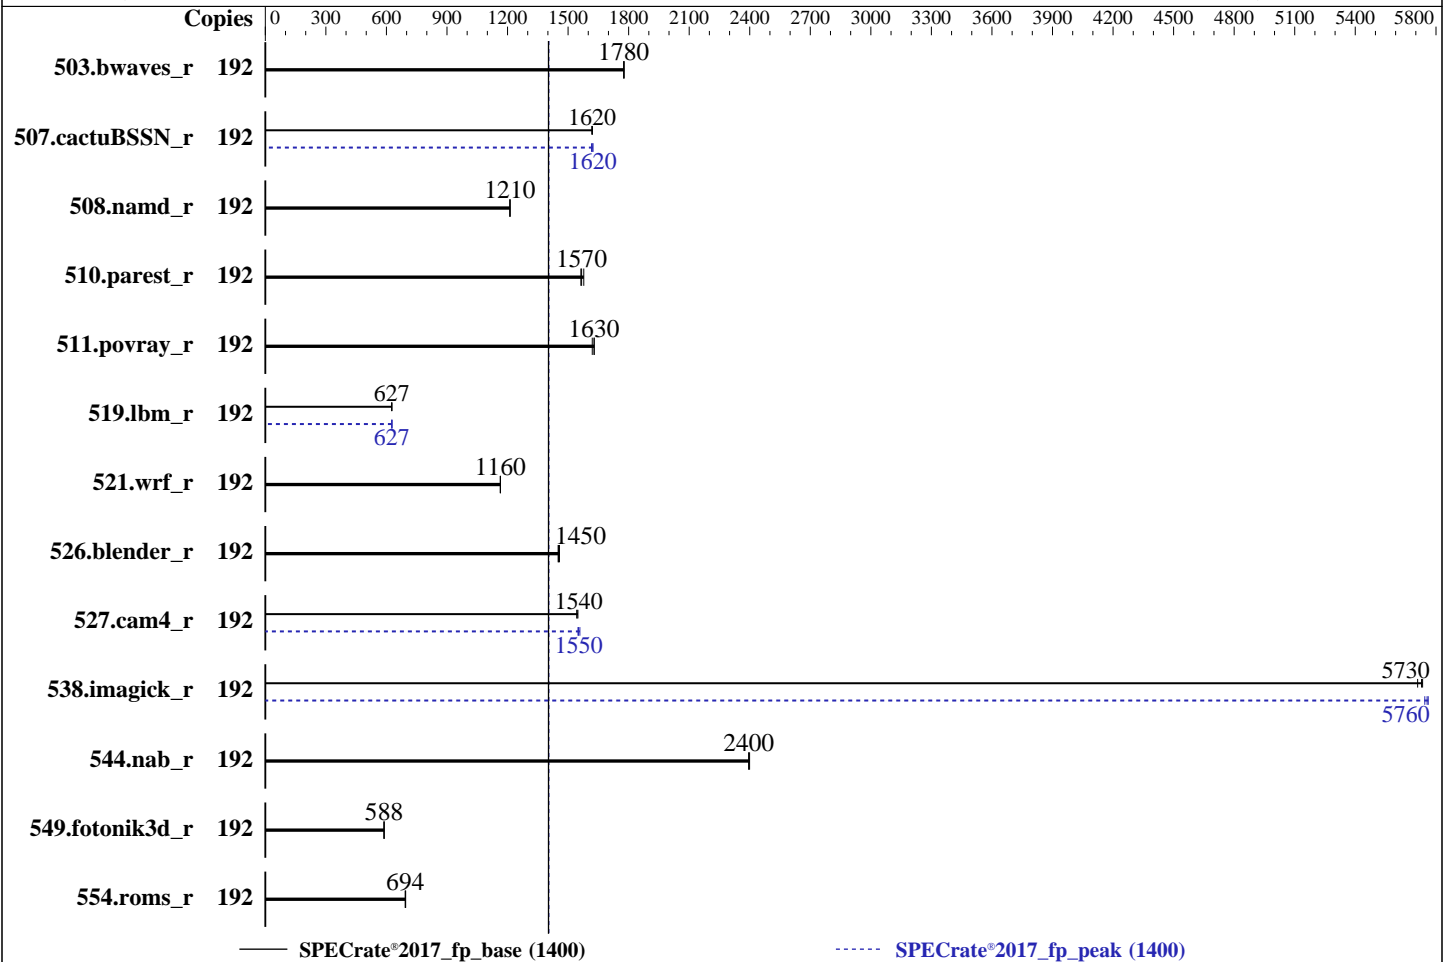 Copies 0 300 600 900 1200 1500 1800 2100 2400 2700 3000 3300 3600 3900 4200 4500 4800 5100 5400 5800
1780
503.bwaves_r 192
1620
507.cactuBSSN_r 192
1620
1210
508.namd_r 192
1570
510.parest_r 192
1630
511.povray_r 192
627
519.lbm_r 192
627
1160
521.wrf_r 192
1450
526.blender_r 192
1540
527.cam4_r 192
1550
5730
538.imagick_r 192
5760
2400
544.nab_r 192
588
549.fotonik3d_r 192
694
554.roms_r 192
SPECrate®2017_fp_base (1400) SPECrate®2017_fp_peak (1400)